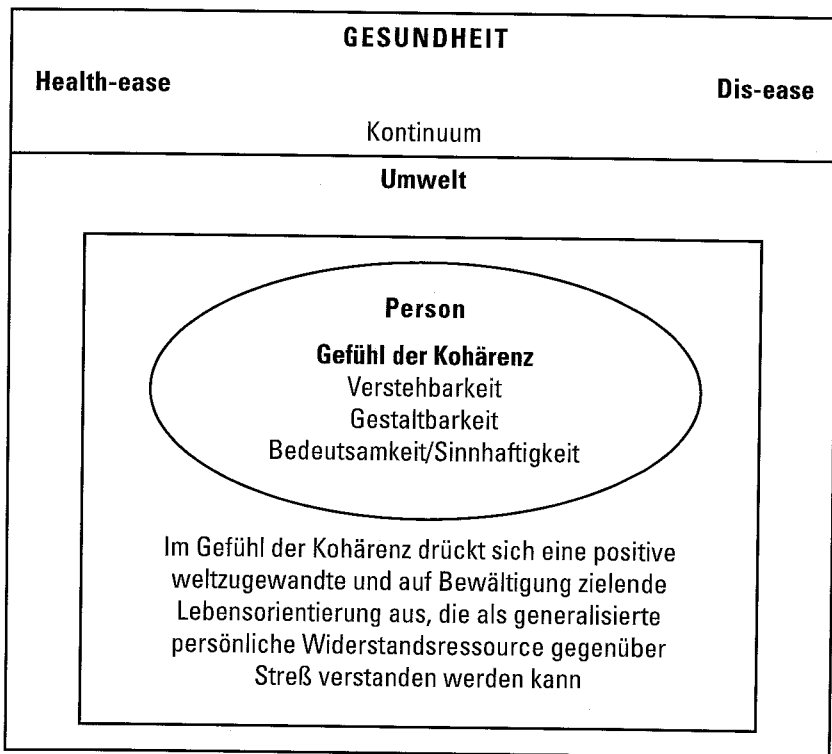 GESUNDHEIT
Health-ease Dis-ease
Kontinuum
Umwelt
Person
Gefühl der Kohärenz
Verstehbarkeit
Gestaltbarkeit
Bedeutsamkeit/Sinnhaftigkeit
Im Gefühl der Kohärenz drückt sich eine positive
weltzugewandte und auf Bewältigung zielende
Lebensorientierung aus, die als generalisierte
persönliche Widerstandsressource gegenüber
Streß verstanden werden kann